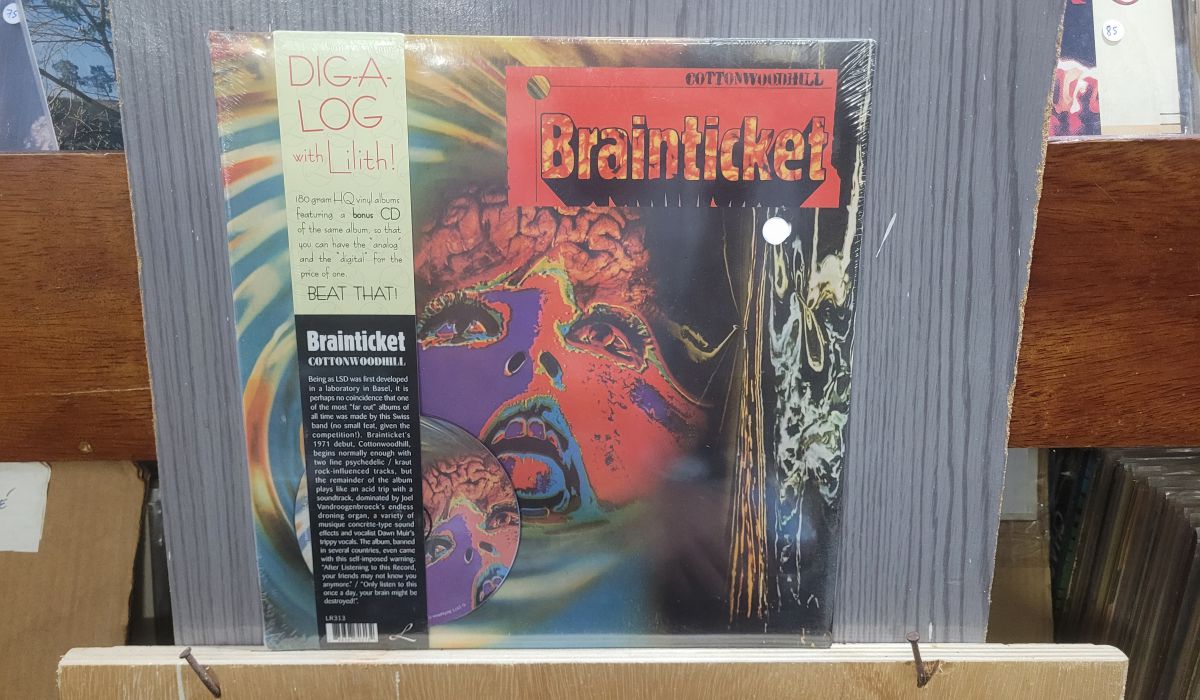 75
85
DIG-A-
LOG
with Lilith!
180 gram HQ vinyl albums
featuring a bonus CD
of the same album, so that
you can have the "analog"
and the "digital" for the
price of one.
BEAT THAT!
COTTONWOODHILL
Brainticket
Brainticket
COTTONWOODHILL
Being as LSD was first developed
in a laboratory in Basel, it is
perhaps no coincidence that one
of the most "far out" albums of
all time was made by this Swiss
band (no small feat, given the
competition!). Brainticket's
1971 debut, Cottonwoodhill,
begins normally enough with
two fine psychedelic / kraut
rock-influenced tracks, but
the remainder of the album
plays like an acid trip with a
soundtrack, dominated by Joel
Vandroogenbroeck's endless
droning organ, a variety of
musique concrète-type sound
effects and vocalist Dawn Muir's
trippy vocals. The album, banned
in several countries, even came
with this self-imposed warning:
"After Listening to this Record,
your friends may not know you
anymore." / "Only listen to this
once a day, your brain might be
destroyed!".
LR313